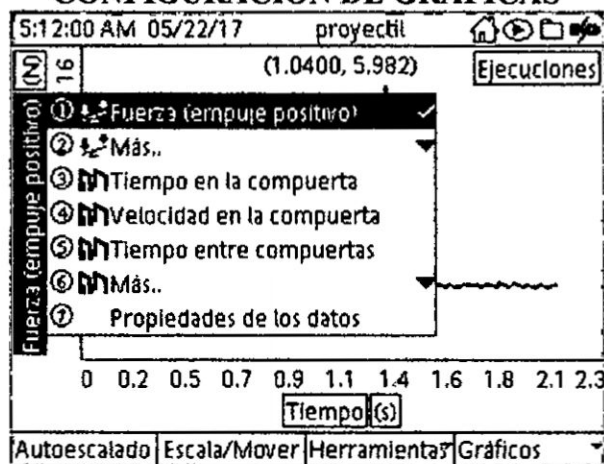 CONFIGURACIÓN DE GRÁFICAS
5:12:00 AM 05/22/17 proyectil
(N) 16 (1.0400, 5.982) Ejecuciones
Fuerza (empuje positivo)
① Fuerza (empuje positivo)
② Más..
③ Tiempo en la compuerta
④ Velocidad en la compuerta
⑤ Tiempo entre compuertas
⑥ Más..
⑦ Propiedades de los datos
0 0.2 0.5 0.7 0.9 1.1 1.4 1.6 1.8 2.1 2.3
Tiempo (s)
Autoescalado Escala/Mover Herramientas Gráficos